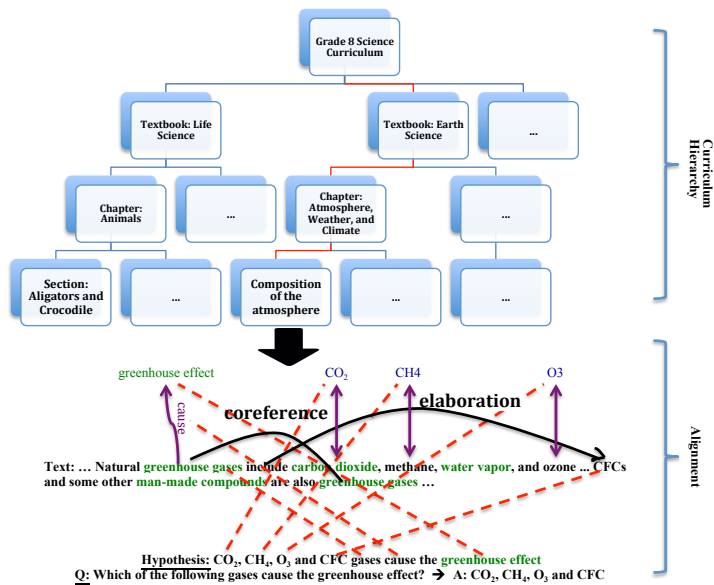 Grade 8 Science
Curriculum
Textbook: Life
Science
Textbook: Earth
Science
...
Chapter:
Animals
...
Chapter:
Atmosphere,
Weather, and
Climate
...
Section:
Aligators and
Crocodile
...
Composition
of the
atmosphere
...
...
Curriculum
Hierarchy
greenhouse effect
CO₂
CH4
O3
cause
coreference
elaboration
Alignment
Text: … Natural greenhouse gases include carbon dioxide, methane, water vapor, and ozone ... CFCs
and some other man-made compounds are also greenhouse gases …
Hypothesis: CO₂, CH₄, O₃ and CFC gases cause the greenhouse effect
Q: Which of the following gases cause the greenhouse effect? → A: CO₂, CH₄, O₃ and CFC